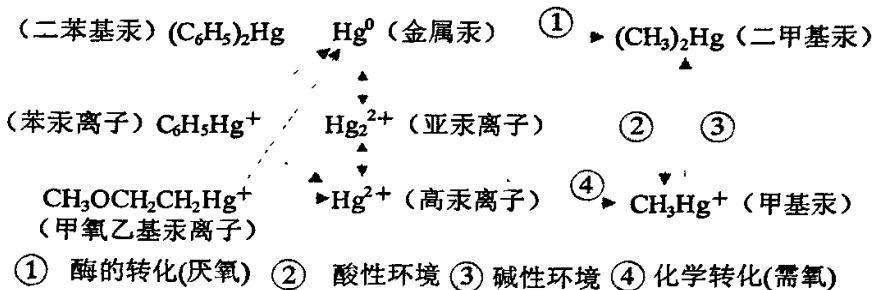 （二苯基汞）(C₆H₅)₂Hg Hg⁰（金属汞） ① (CH₃)₂Hg（二甲基汞）
（苯汞离子）C₆H₅Hg⁺ Hg₂²⁺（亚汞离子） ② ③
CH₃OCH₂CH₂Hg⁺ Hg²⁺（高汞离子） ④ CH₃Hg⁺（甲基汞）
（甲氧乙基汞离子）
① 酶的转化(厌氧) ② 酸性环境 ③ 碱性环境 ④ 化学转化(需氧)